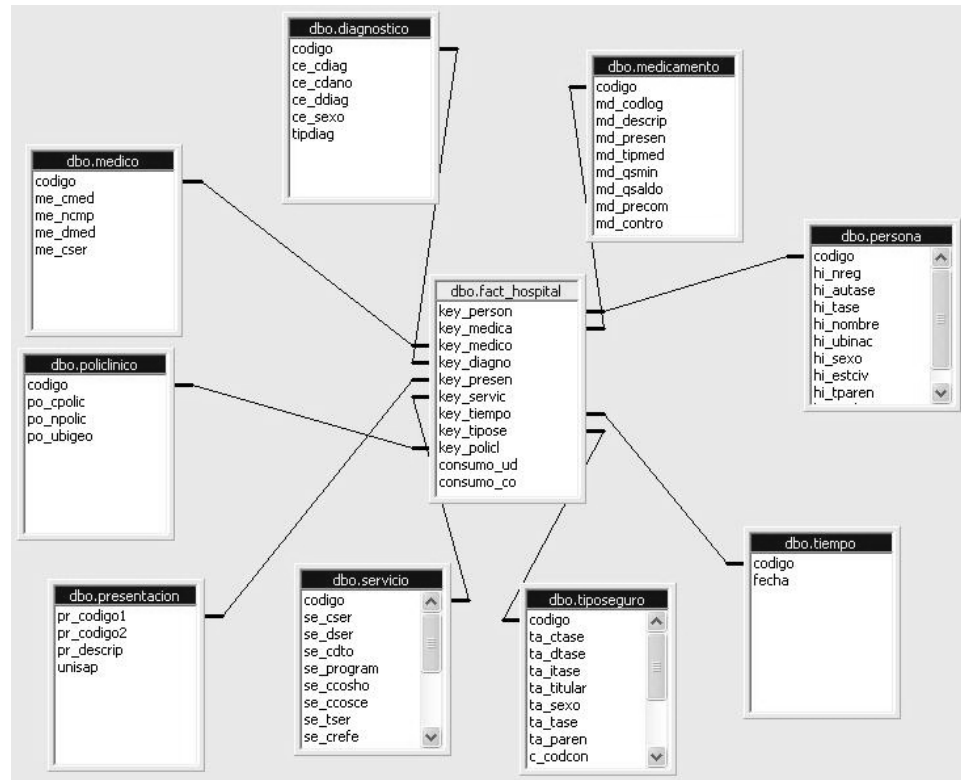 dbo.diagnostico
codigo
ce_cdiag
ce_cdano
ce_ddiag
ce_sexo
tipdiag
dbo.medicamento
codigo
md_codlog
md_descrip
md_presen
md_tipmed
md_qsmin
md_qsaldo
md_precom
md_contro
dbo.medico
codigo
me_cmed
me_ncmp
me_dmed
me_cser
dbo.persona
codigo
hi_nreg
hi_autase
hi_tase
hi_nombre
hi_ubinac
hi_sexo
hi_estciv
hi_tparen
dbo.fact_hospital
key_person
key_medica
key_medico
key_diagno
key_presen
key_servic
key_tiempo
key_tipose
key_policl
consumo_ud
consumo_co
dbo.policlinico
codigo
po_cpolic
po_npolic
po_ubigeo
dbo.tiempo
codigo
fecha
dbo.presentacion
pr_codigo1
pr_codigo2
pr_descrip
unisap
dbo.servicio
codigo
se_cser
se_dser
se_cdto
se_program
se_ccosho
se_ccosce
se_tser
se_crefe
dbo.tiposeguro
codigo
ta_ctase
ta_dtase
ta_itase
ta_titular
ta_sexo
ta_tase
ta_paren
c_codcon